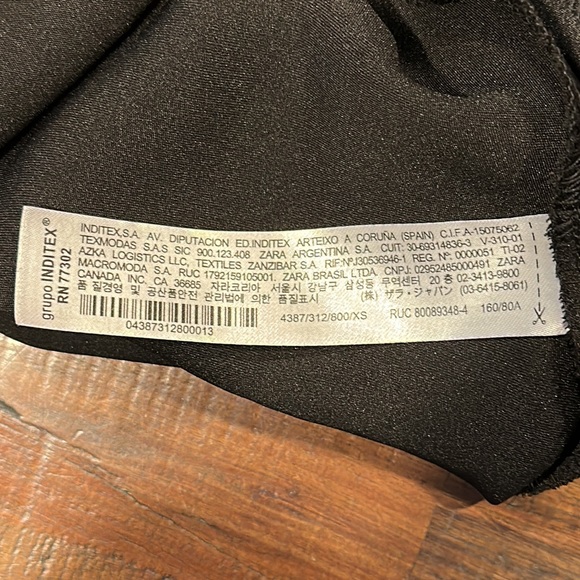 grupo INDITEX®
RN 77302
INDITEX,S.A. AV. DIPUTACION ED.INDITEX ARTEIXO A CORUÑA (SPAIN) C.I.F.A-15075062
TEXMODAS S.A.S SIC 900.123.408 ZARA ARGENTINA S.A. CUIT: 30-69314836-3 V-310-01
AZKA LOGISTICS LLC, TEXTILES ZANZIBAR S.A. RIF:NºJ30536946-1 REG. Nº: 0000051 TI-02
MACROMODA S.A. RUC 1792159105001. ZARA BRASIL LTDA. CNPJ: 02952485000491 ZARA
CANADA, INC. CA 36685 자라코리아 서울시 강남구 삼성동 무역센터 20 층 02-3413-9800
품 질경영 및 공산품안전 관리법에 의한 품질표시 (株) ザラ・ジャパン (03-6415-8061)
04387312800013
4387/312/800/XS RUC 80089348-4 160/80A